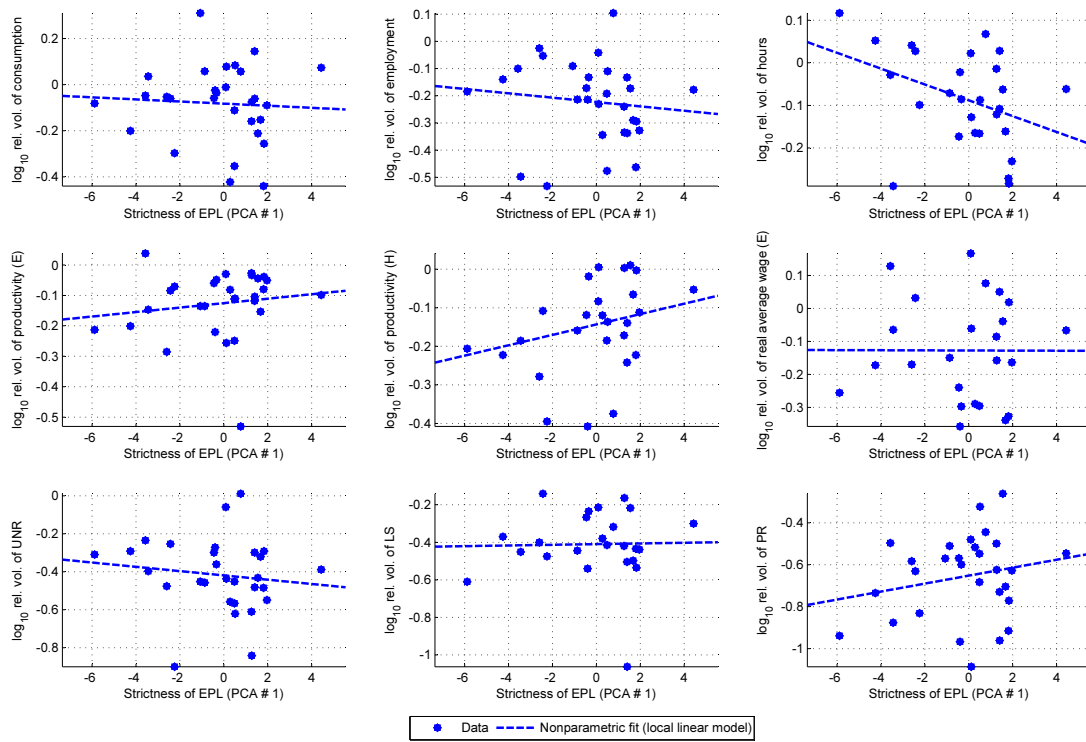 log10 rel. vol. of consumption
0.2
0
-0.2
-0.4
-6 -4 -2 0 2 4
Strictness of EPL (PCA # 1)
log10 rel. vol. of employment
0.1
0
-0.1
-0.2
-0.3
-0.4
-0.5
-6 -4 -2 0 2 4
Strictness of EPL (PCA # 1)
log10 rel. vol. of hours
0.1
0
-0.1
-0.2
-6 -4 -2 0 2 4
Strictness of EPL (PCA # 1)
log10 rel. vol. of productivity (E)
0
-0.1
-0.2
-0.3
-0.4
-0.5
-6 -4 -2 0 2 4
Strictness of EPL (PCA # 1)
log10 rel. vol. of productivity (H)
0
-0.1
-0.2
-0.3
-0.4
-6 -4 -2 0 2 4
Strictness of EPL (PCA # 1)
log10 rel. vol. of real average wage (E)
0.1
0
-0.1
-0.2
-0.3
-6 -4 -2 0 2 4
Strictness of EPL (PCA # 1)
log10 rel. vol. of UNR
0
-0.2
-0.4
-0.6
-0.8
-6 -4 -2 0 2 4
Strictness of EPL (PCA # 1)
log10 rel. vol. of LS
-0.2
-0.4
-0.6
-0.8
-1
-6 -4 -2 0 2 4
Strictness of EPL (PCA # 1)
log10 rel. vol. of PR
-0.4
-0.6
-0.8
-1
-6 -4 -2 0 2 4
Strictness of EPL (PCA # 1)
Data Nonparametric fit (local linear model)